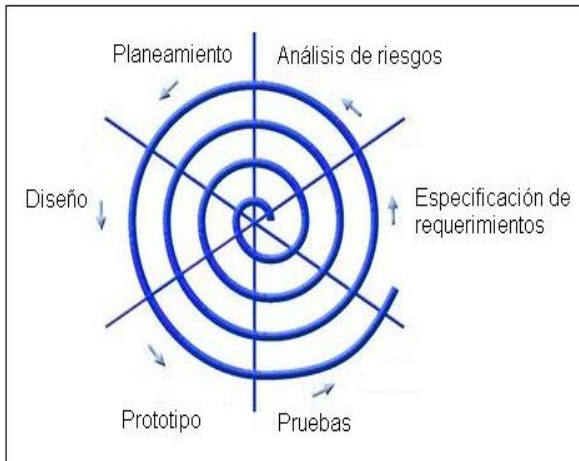 Planeamiento
Análisis de riesgos
Diseño
Especificación de
requerimientos
Prototipo
Pruebas